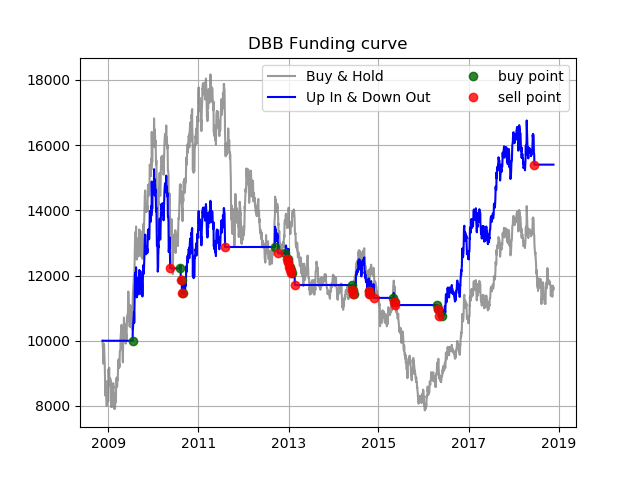 DBB Funding curve
Buy & Hold
Up In & Down Out
buy point
sell point
18000
16000
14000
12000
10000
8000
2009 2011 2013 2015 2017 2019